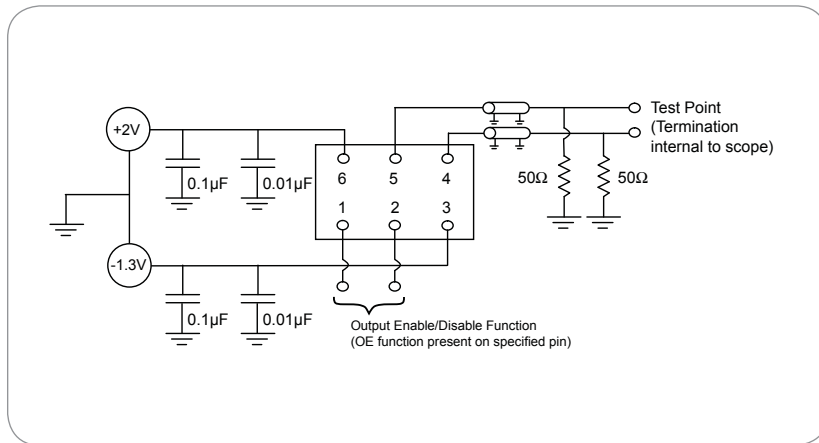 +2V
0.1µF
0.01µF
6
5
4
1
2
3
Test Point
(Termination
internal to scope)
50Ω
50Ω
-1.3V
0.1µF
0.01µF
Output Enable/Disable Function
(OE function present on specified pin)